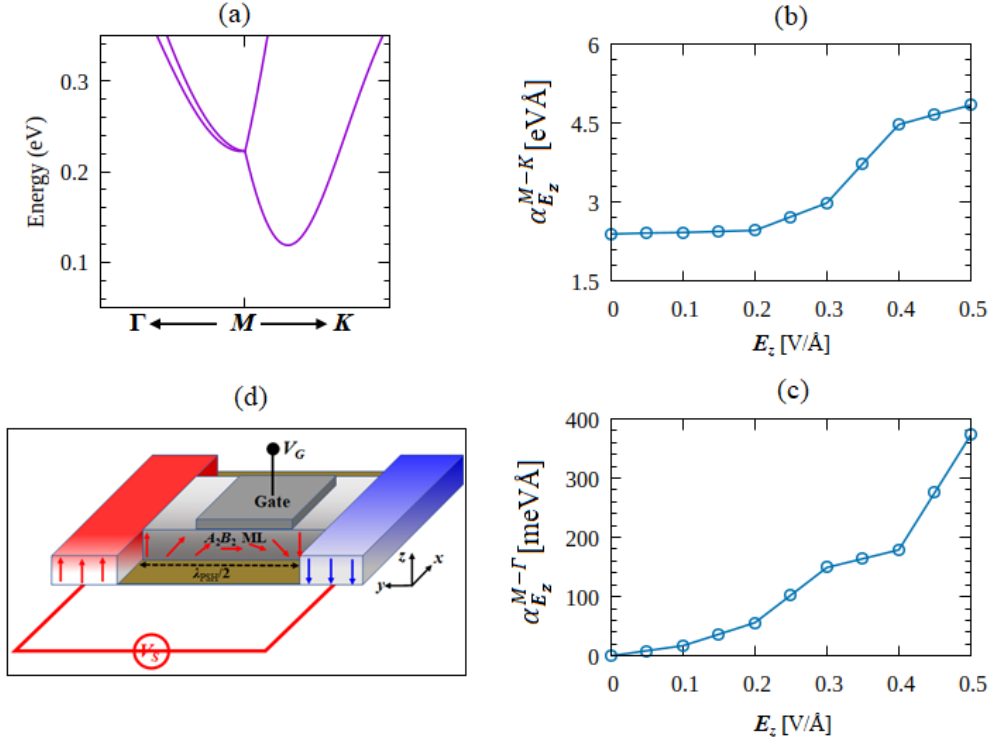 (a)
Energy (eV)
0.3
0.2
0.1
Γ M K
(b)
α_{E_z}^{M−K} [eVÅ]
6
4.5
3
1.5
0 0.1 0.2 0.3 0.4 0.5
E_z [V/Å]
(d)
V_G
Gate
A_2B_2 ML
λ_PSH/2
z
x
y
V_S
(c)
α_{E_z}^{M−Γ} [meVÅ]
400
300
200
100
0
0 0.1 0.2 0.3 0.4 0.5
E_z [V/Å]